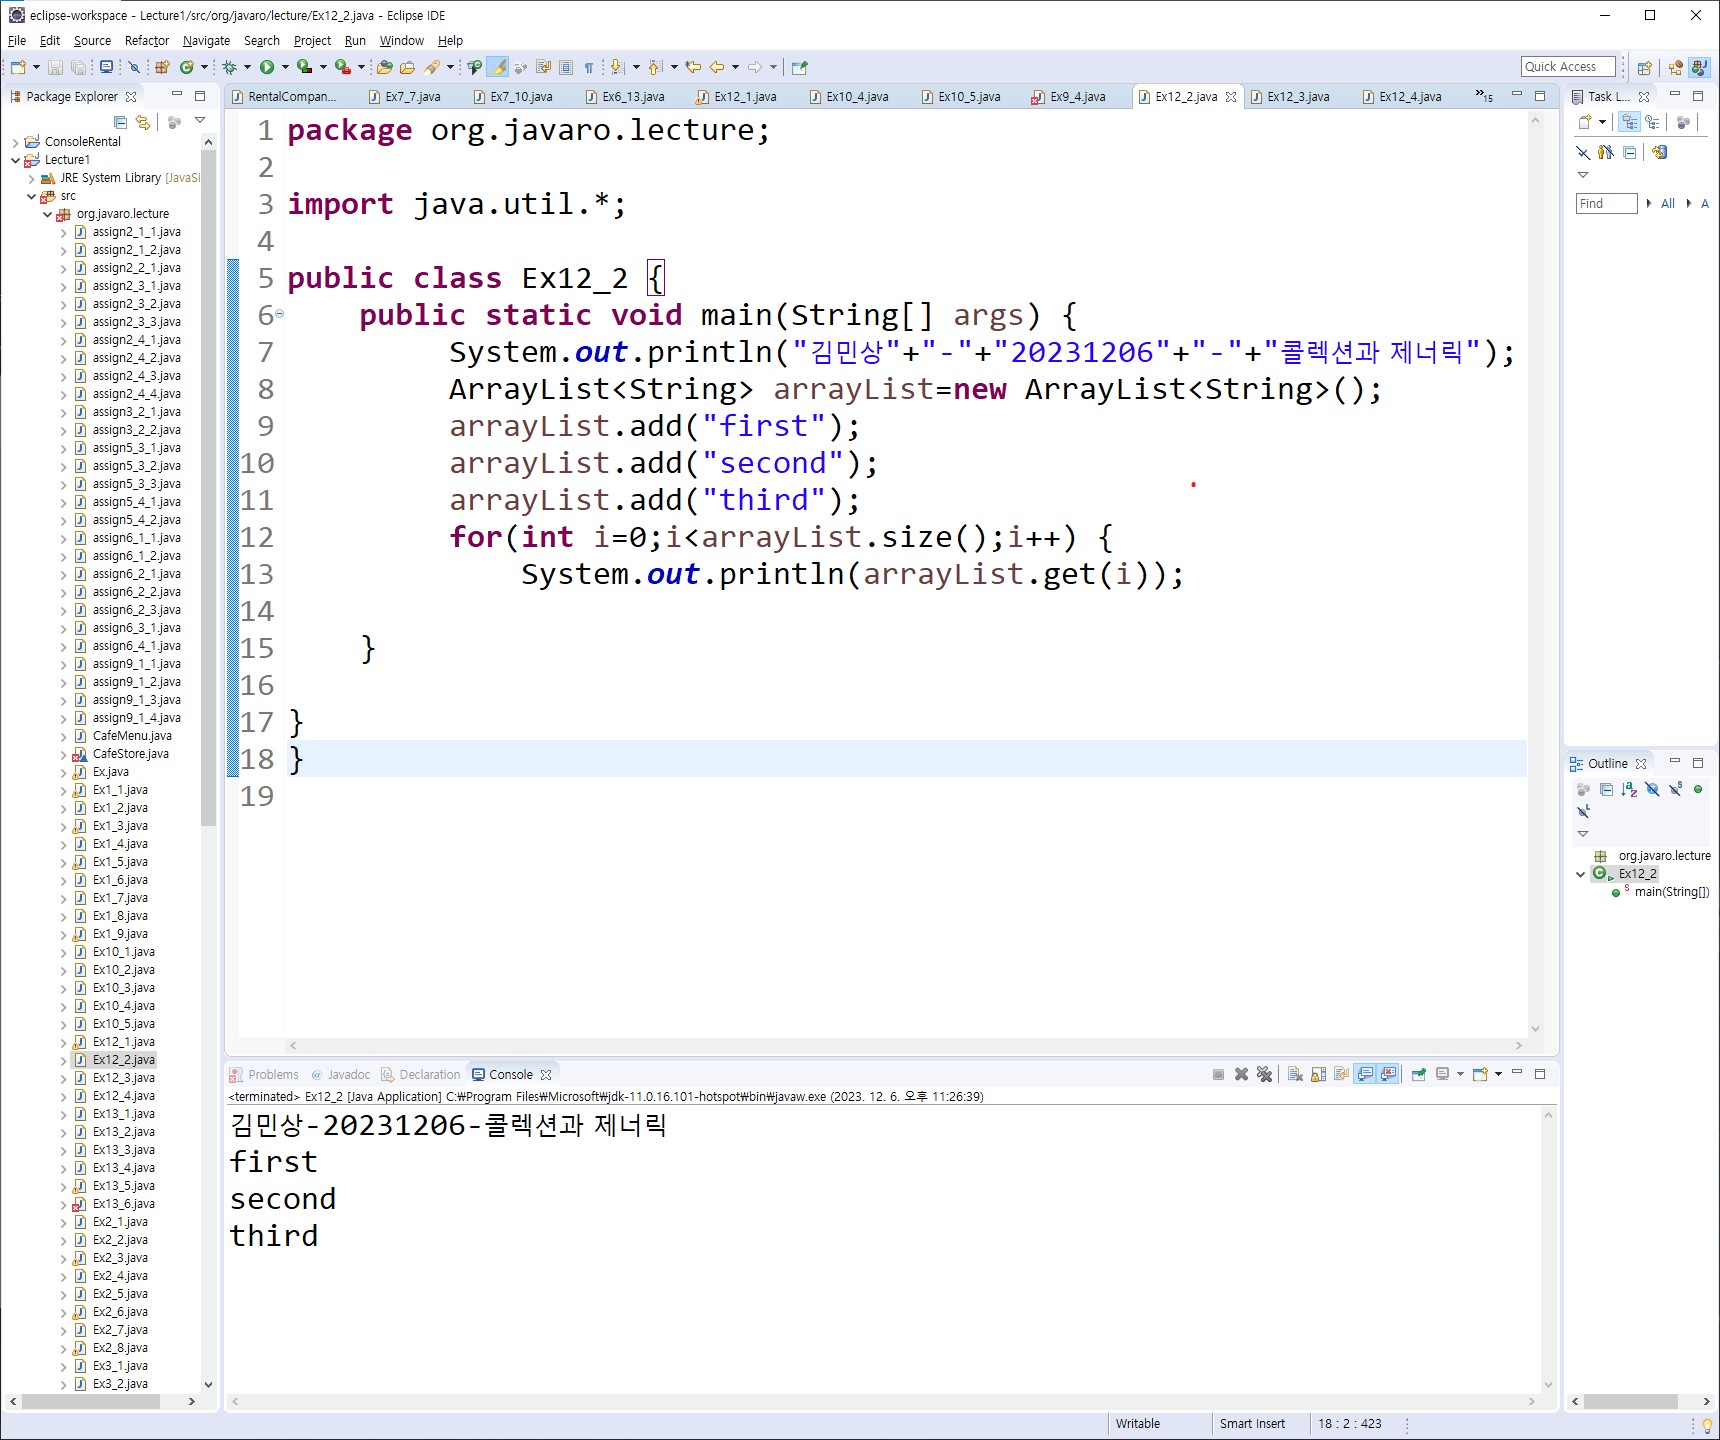 eclipse-workspace - Lecture1/src/org/javaro/lecture/Ex12_2.java - Eclipse IDE
File Edit Source Refactor Navigate Search Project Run Window Help
Quick Access
Package Explorer
ConsoleRental
Lecture1
JRE System Library [JavaSI
src
org.javaro.lecture
assign2_1_1.java
assign2_1_2.java
assign2_2_1.java
assign2_3_1.java
assign2_3_2.java
assign2_3_3.java
assign2_4_1.java
assign2_4_2.java
assign2_4_3.java
assign2_4_4.java
assign3_2_1.java
assign3_2_2.java
assign5_3_1.java
assign5_3_2.java
assign5_3_3.java
assign5_4_1.java
assign5_4_2.java
assign6_1_1.java
assign6_1_2.java
assign6_2_1.java
assign6_2_2.java
assign6_2_3.java
assign6_3_1.java
assign6_4_1.java
assign9_1_1.java
assign9_1_2.java
assign9_1_3.java
assign9_1_4.java
CafeMenu.java
CafeStore.java
Ex.java
Ex1_1.java
Ex1_2.java
Ex1_3.java
Ex1_4.java
Ex1_5.java
Ex1_6.java
Ex1_7.java
Ex1_8.java
Ex1_9.java
Ex10_1.java
Ex10_2.java
Ex10_3.java
Ex10_4.java
Ex10_5.java
Ex12_1.java
Ex12_2.java
Ex12_3.java
Ex12_4.java
Ex13_1.java
Ex13_2.java
Ex13_3.java
Ex13_4.java
Ex13_5.java
Ex13_6.java
Ex2_1.java
Ex2_2.java
Ex2_3.java
Ex2_4.java
Ex2_5.java
Ex2_6.java
Ex2_7.java
Ex2_8.java
Ex3_1.java
Ex3_2.java
RentalCompan... Ex7_7.java Ex7_10.java Ex6_13.java Ex12_1.java Ex10_4.java Ex10_5.java Ex9_4.java Ex12_2.java Ex12_3.java Ex12_4.java »15
1 package org.javaro.lecture;
2
3 import java.util.*;
4
5 public class Ex12_2 {
6 public static void main(String[] args) {
7 System.out.println("김민상"+"-"+"20231206"+"-"+"콜렉션과 제너릭");
8 ArrayList<String> arrayList=new ArrayList<String>();
9 arrayList.add("first");
10 arrayList.add("second");
11 arrayList.add("third");
12 for(int i=0;i<arrayList.size();i++) {
13 System.out.println(arrayList.get(i));
14
15 }
16
17 }
18 }
19
Problems Javadoc Declaration Console
<terminated> Ex12_2 [Java Application] C:₩Program Files₩Microsoft₩jdk-11.0.16.101-hotspot₩bin₩javaw.exe (2023. 12. 6. 오후 11:26:39)
김민상-20231206-콜렉션과 제너릭
first
second
third
Task L...
Find All A
Outline
org.javaro.lecture
Ex12_2
main(String[])
Writable Smart Insert 18 : 2 : 423